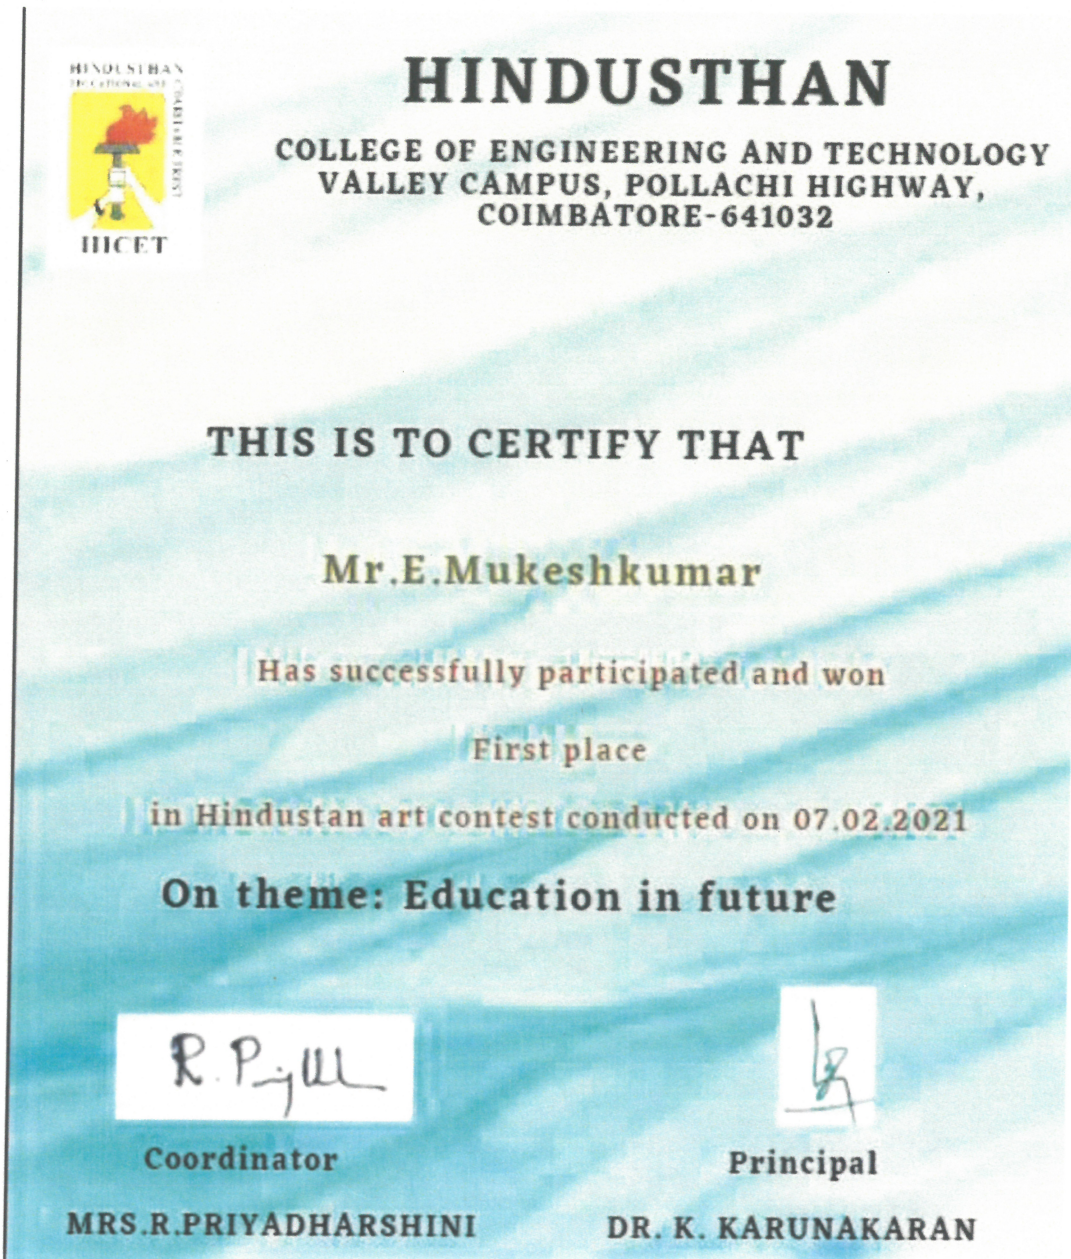 HINDUSTHAN
HICET
HINDUSTHAN
COLLEGE OF ENGINEERING AND TECHNOLOGY
VALLEY CAMPUS, POLLACHI HIGHWAY,
COIMBATORE-641032
THIS IS TO CERTIFY THAT
Mr.E.Mukeshkumar
Has successfully participated and won
First place
in Hindustan art contest conducted on 07.02.2021
On theme: Education in future
R. Priy
Coordinator
Principal
MRS.R.PRIYADHARSHINI
DR. K. KARUNAKARAN